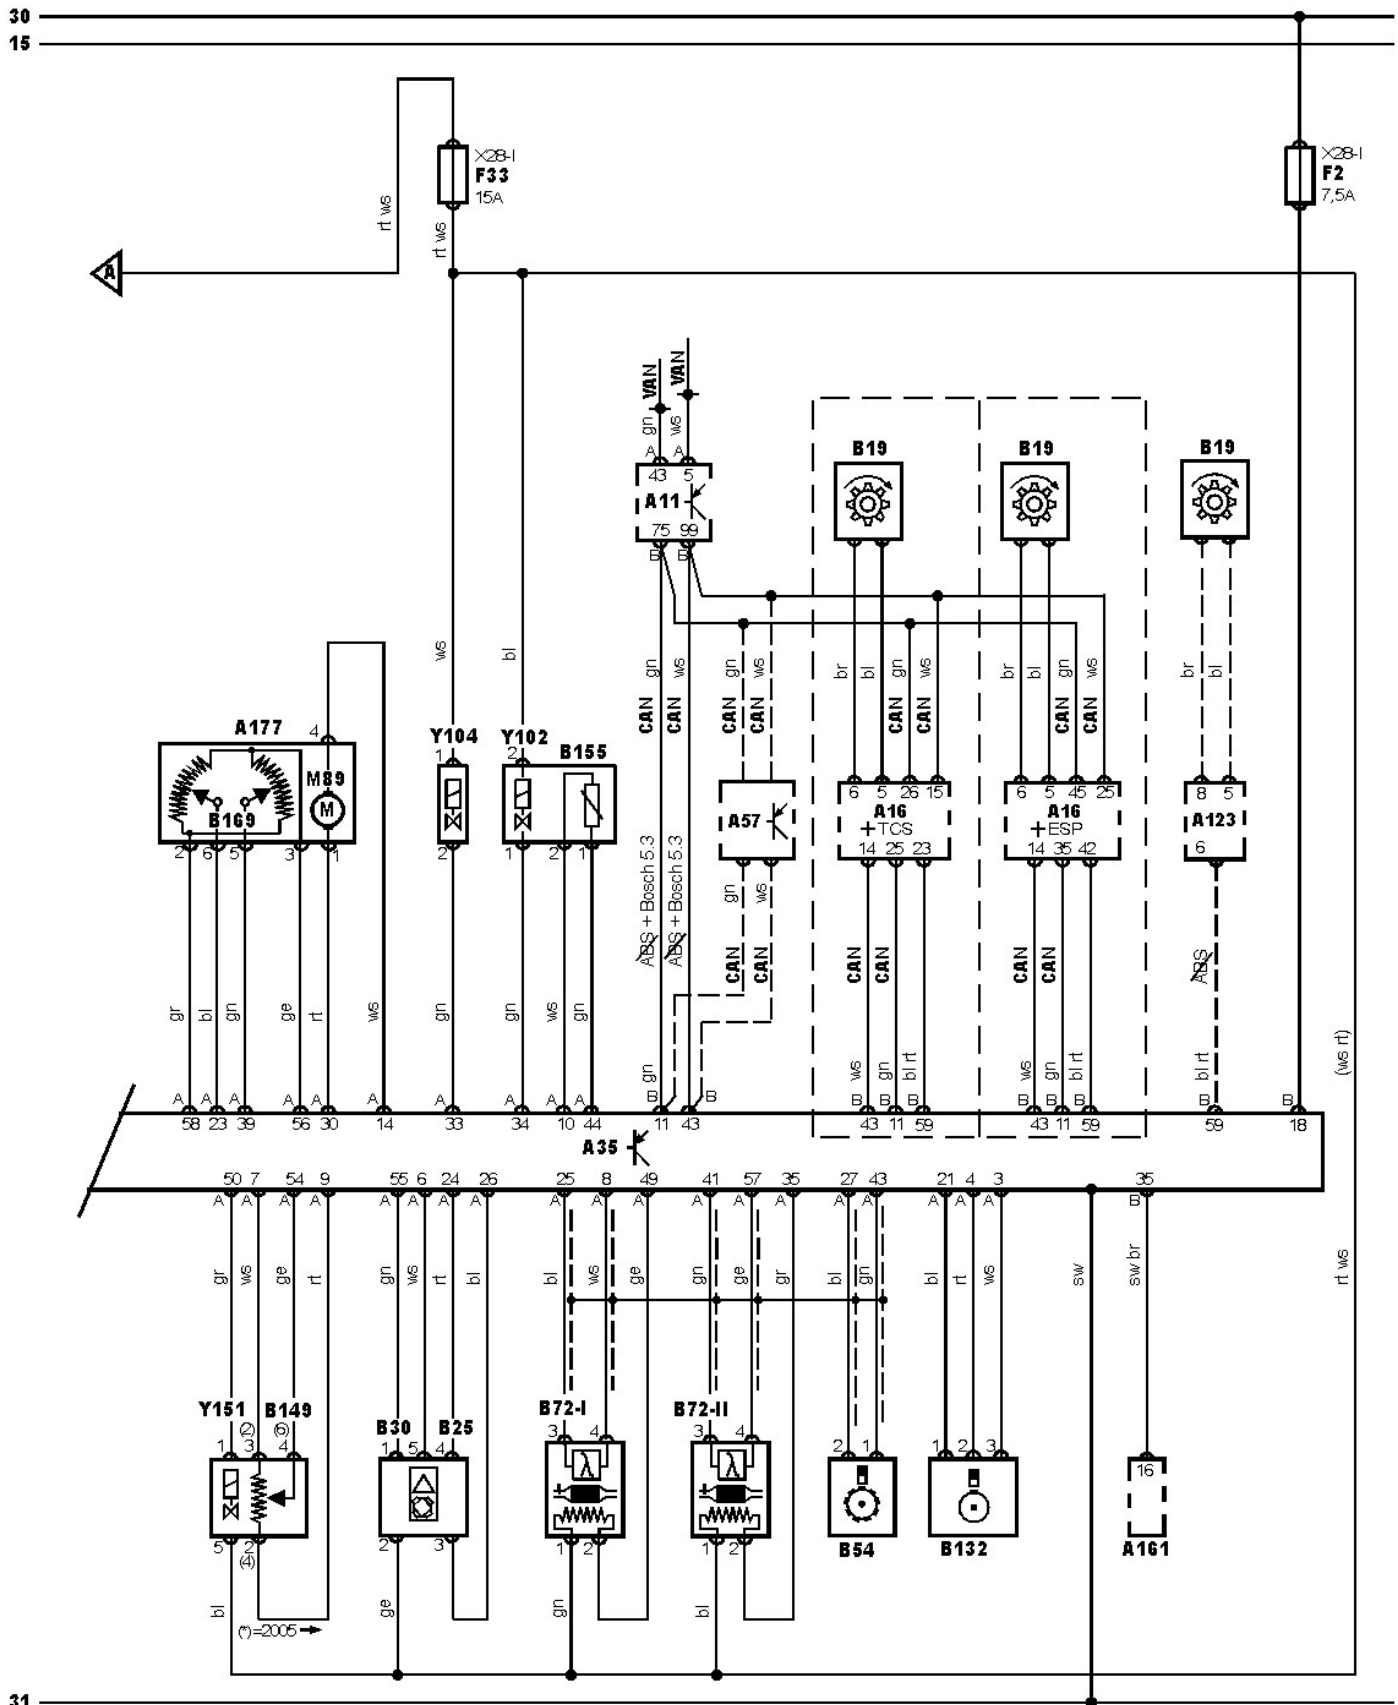 30
15
X28-I
F33
15A
X28-I
F2
7,5A
rt ws
rt ws
A
VAN
VAN
gn
ws
A A
43 5
A11
75 99
B B
B19
B19
B19
ws
bl
CAN gn
CAN ws
gn CAN
ws CAN
br bl gn CAN ws CAN
br bl gn CAN ws CAN
br bl
A177
4
M89
M
B169
2 6 5 3 1
Y104
1
2
Y102
2
B155
1 2 1
A57
6 5 26 15
A16
+TCS
14 25 23
6 5 45 25
A16
+ESP
14 35 42
8 5
A123
6
ABS + Bosch 5.3
ABS + Bosch 5.3
gn ws
CAN CAN
CAN CAN
CAN CAN
ABS
gr bl gn ge rt ws gn gn ws gn
gn
ws gn bl rt
ws gn bl rt
bl rt
(ws rt)
A A A A A A A A A A B B B B B B B B B B
58 23 39 56 30 14 33 34 10 44 11 43 43 11 59 43 11 59 59 18
A35
50 7 54 9 55 6 24 26 25 8 49 41 57 35 27 43 21 4 3 35
A A A A A A A A A A A A A A A A A A A B
gr ws ge rt gn ws rt bl bl ws ge gn ge gr bl gn bl rt ws sw sw br rt ws
Y151 B149
(2) (6)
1 3 4
5 2
(4)
B30 B25
1 5 4
2 3
B72-I
3 4
λ
+
1 2
B72-II
3 4
λ
+
1 2
2 1
B54
1 2 3
B132
16
A161
bl
(*)=2005
ge
gn
bl
31